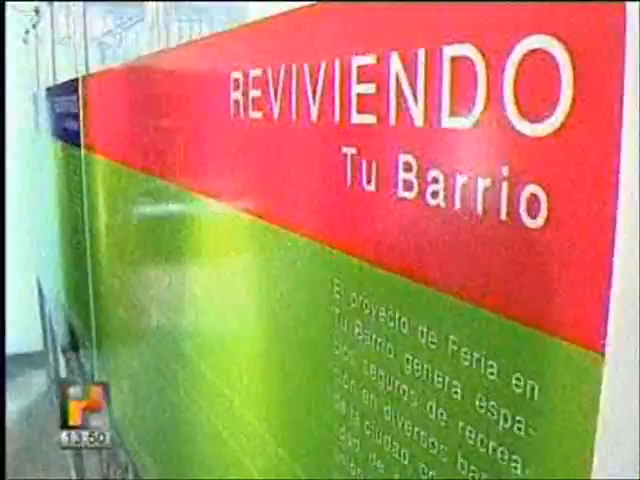 REVIVIENDO
Tu Barrio
El proyecto de Feria en
Tu Barrio genera espa-
cios seguros de recrea-
ción en diversos
de la ciudad,
13:50